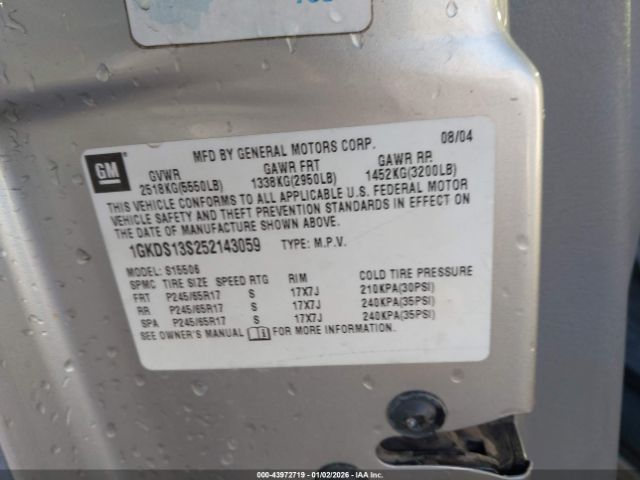 MFD BY GENERAL MOTORS CORP. 08/04
GM
GVWR GAWR FRT GAWR RR
2518KG(5550LB) 1338KG(2950LB) 1452KG(3200LB)
THIS VEHICLE CONFORMS TO ALL APPLICABLE U.S. FEDERAL MOTOR
VEHICLE SAFETY AND THEFT PREVENTION STANDARDS IN EFFECT ON
THE DATE OF MANUFACTURE SHOWN ABOVE.
1GKDS13S252143059 TYPE: M.P.V.
MODEL: S15506
SPMC TIRE SIZE SPEED RTG RIM COLD TIRE PRESSURE
FRT P245/65R17 S 17X7J 210KPA(30PSI)
RR P245/65R17 S 17X7J 240KPA(35PSI)
SPA P245/65R17 S 17X7J 240KPA(35PSI)
SEE OWNER'S MANUAL FOR MORE INFORMATION.
000-43972719 | 01/02/2026 - IAA Inc.